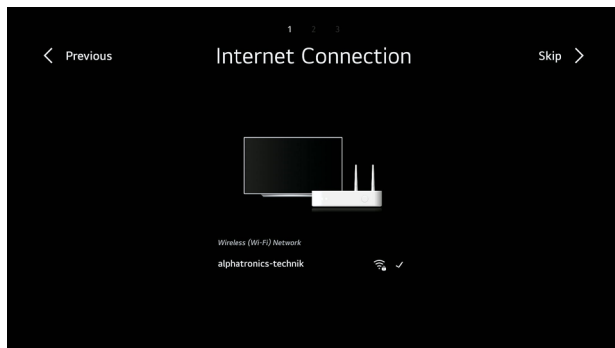 1 2 3
Previous
Internet Connection
Skip
Wireless (Wi-Fi) Network
alphatronics-technik